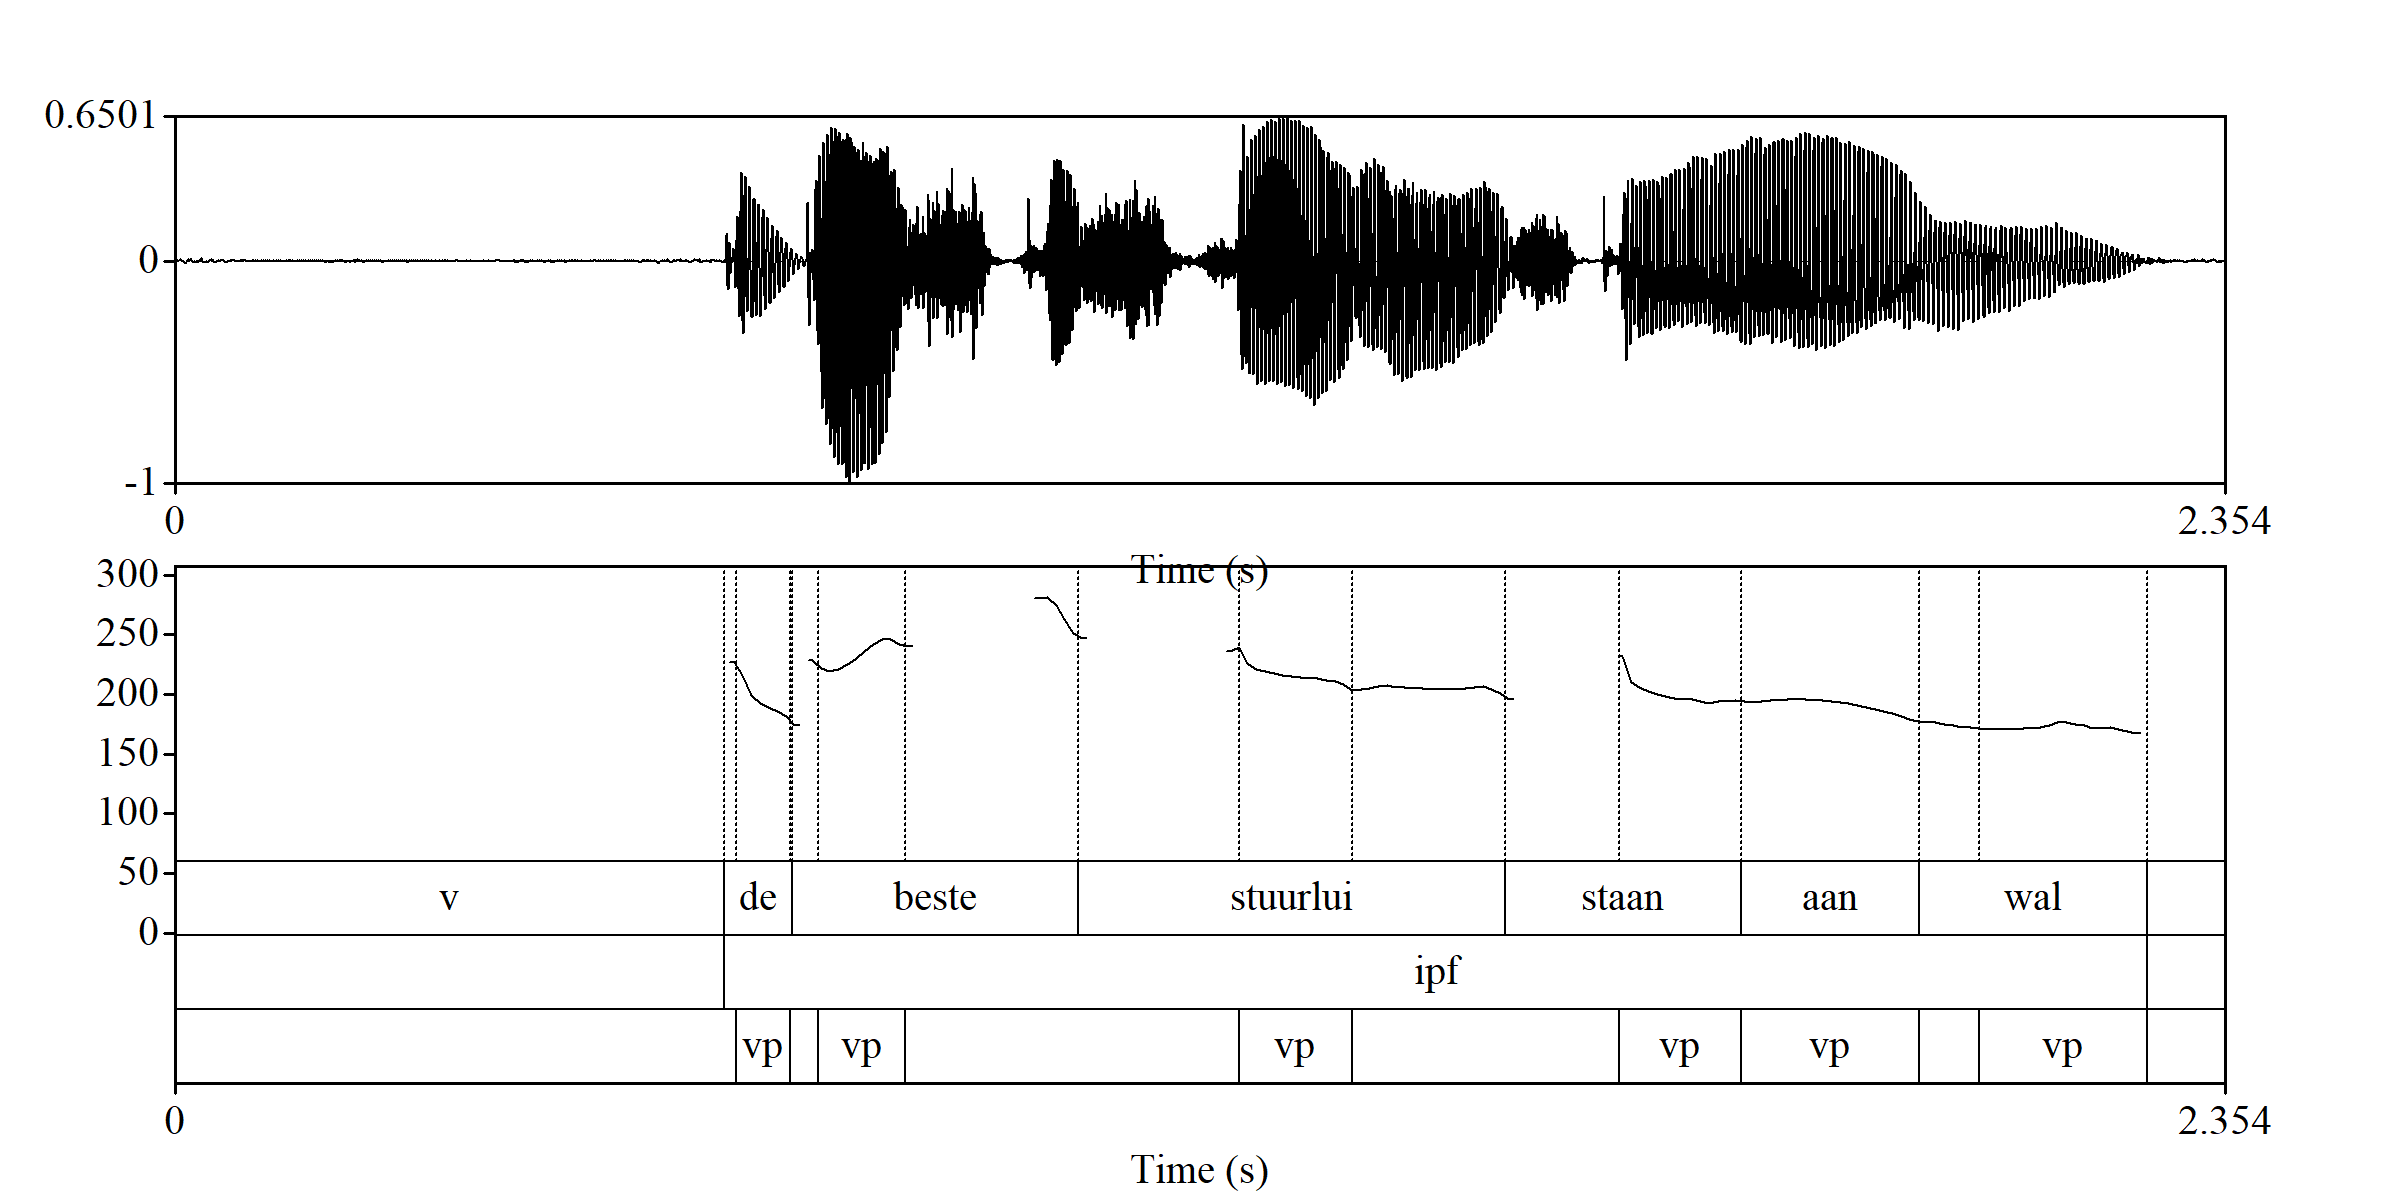 0.6501
0
-1
0 2.354
Time (s)
300
250
200
150
100
50
0
v de beste stuurlui staan aan wal
ipf
vp vp vp vp vp vp
0 2.354
Time (s)